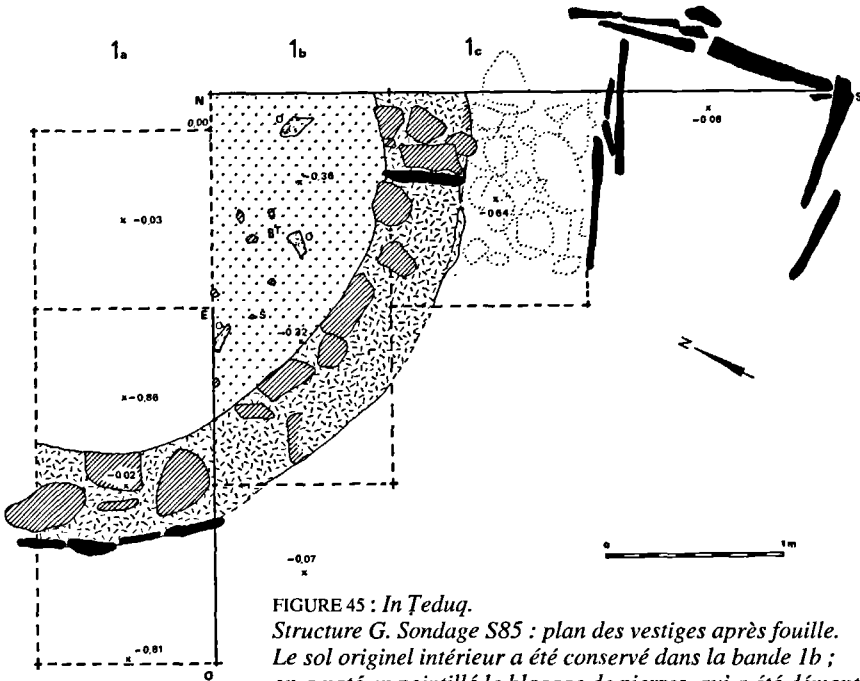 1a 1b 1c
N S
0,00
-0.08
-0.36
-0.64
× -0,03
B T
E S
-0.22
×-0,86
N
-0.02
0 1m
-0,07
-0,81
O
FIGURE 45 : In Ṭeduq.
Structure G. Sondage S85 : plan des vestiges après fouille.
Le sol originel intérieur a été conservé dans la bande 1b ;